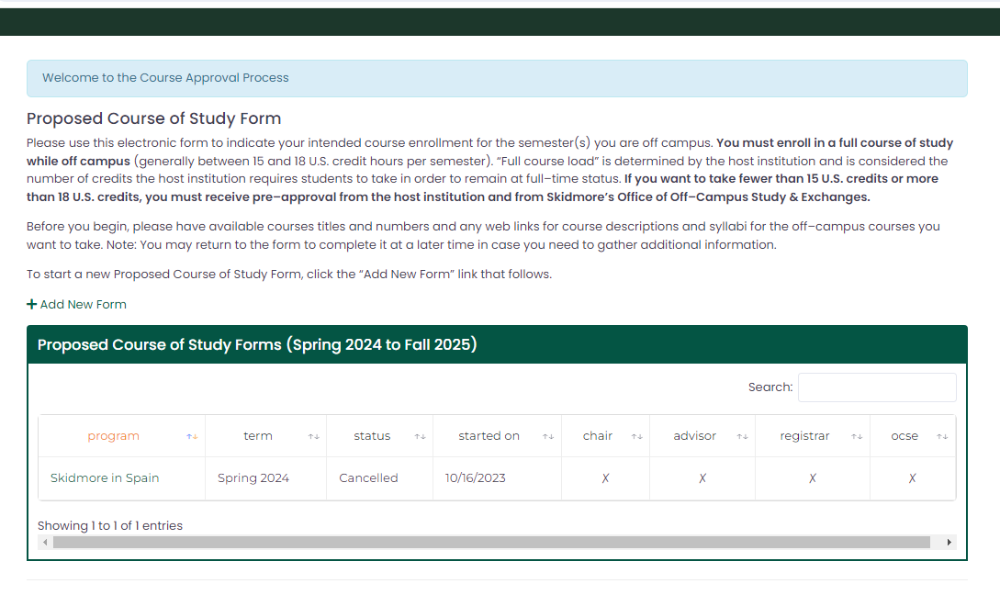 Welcome to the Course Approval Process
Proposed Course of Study Form
Please use this electronic form to indicate your intended course enrollment for the semester(s) you are off campus. You must enroll in a full course of study
while off campus (generally between 15 and 18 U.S. credit hours per semester). “Full course load” is determined by the host institution and is considered the
number of credits the host institution requires students to take in order to remain at full–time status. If you want to take fewer than 15 U.S. credits or more
than 18 U.S. credits, you must receive pre–approval from the host institution and from Skidmore’s Office of Off–Campus Study & Exchanges.
Before you begin, please have available courses titles and numbers and any web links for course descriptions and syllabi for the off–campus courses you
want to take. Note: You may return to the form to complete it at a later time in case you need to gather additional information.
To start a new Proposed Course of Study Form, click the “Add New Form” link that follows.
Add New Form
Proposed Course of Study Forms (Spring 2024 to Fall 2025)
Search:
program term status started on chair advisor registrar ocse
Skidmore in Spain Spring 2024 Cancelled 10/16/2023 X X X X
Showing 1 to 1 of 1 entries